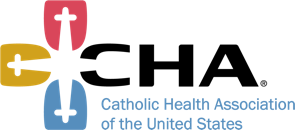 CHA®
Catholic Health Association
of the United States